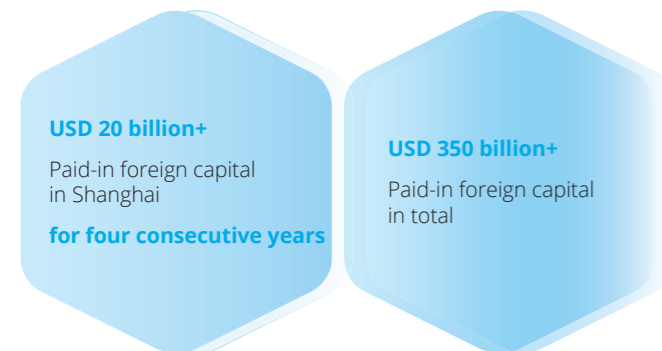 USD 20 billion+
Paid-in foreign capital
in Shanghai
for four consecutive years
USD 350 billion+
Paid-in foreign capital
in total